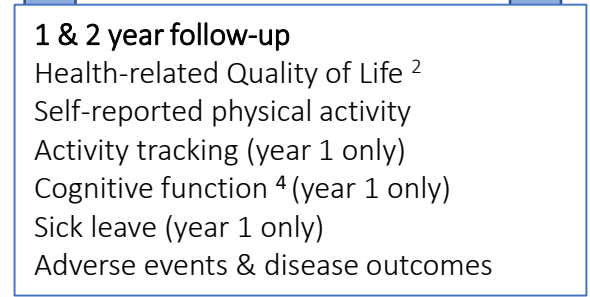 1 & 2 year follow-up
Health-related Quality of Life ²
Self-reported physical activity
Activity tracking (year 1 only)
Cognitive function ⁴ (year 1 only)
Sick leave (year 1 only)
Adverse events & disease outcomes